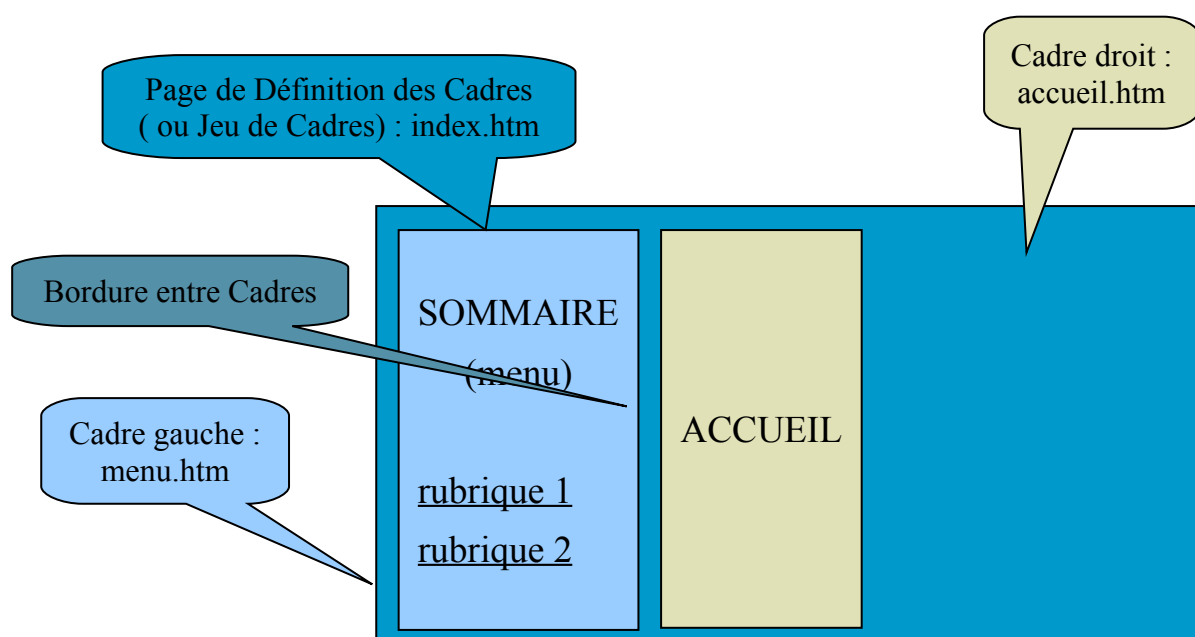 Cadre droit :
accueil.htm
Page de Définition des Cadres
( ou Jeu de Cadres) : index.htm
Bordure entre Cadres
SOMMAIRE
(menu)
ACCUEIL
Cadre gauche :
menu.htm
rubrique 1
rubrique 2